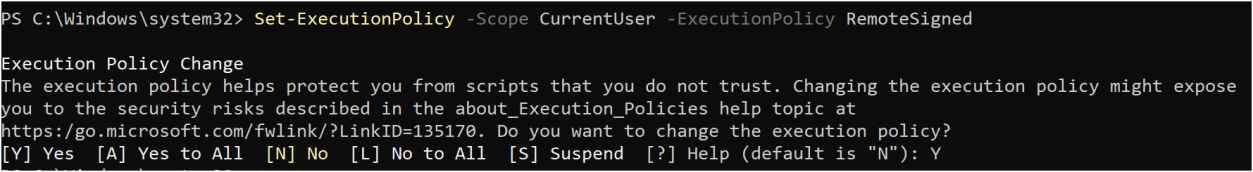 PS C:\Windows\system32> Set-ExecutionPolicy -Scope CurrentUser -ExecutionPolicy RemoteSigned
Execution Policy Change
The execution policy helps protect you from scripts that you do not trust. Changing the execution policy might expose
you to the security risks described in the about_Execution_Policies help topic at
https:/go.microsoft.com/fwlink/?LinkID=135170. Do you want to change the execution policy?
[Y] Yes  [A] Yes to All  [N] No  [L] No to All  [S] Suspend  [?] Help (default is "N"): Y